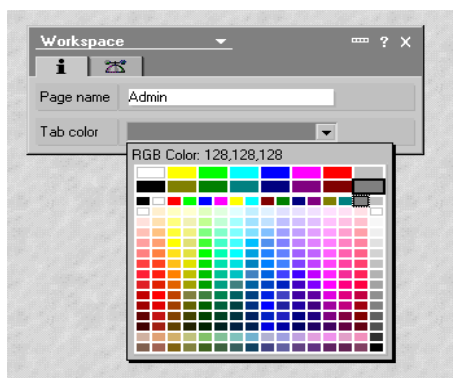 Workspace
? X
i
Page name Admin
Tab color
RGB Color: 128,128,128